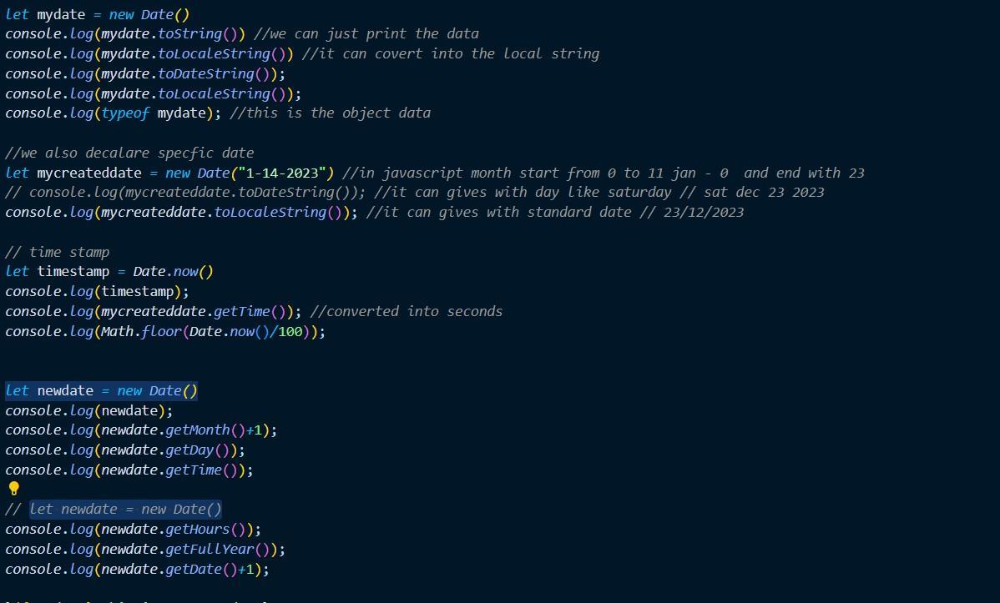 let mydate = new Date()
console.log(mydate.toString()) //we can just print the data
console.log(mydate.toLocaleString()) //it can covert into the local string
console.log(mydate.toDateString());
console.log(mydate.toLocaleString());
console.log(typeof mydate); //this is the object data
//we also decalare specfic date
let mycreateddate = new Date("1-14-2023") //in javascript month start from 0 to 11 jan - 0  and end with 23
// console.log(mycreateddate.toDateString()); //it can gives with day like saturday // sat dec 23 2023
console.log(mycreateddate.toLocaleString()); //it can gives with standard date // 23/12/2023
// time stamp
let timestamp = Date.now()
console.log(timestamp);
console.log(mycreateddate.getTime()); //converted into seconds
console.log(Math.floor(Date.now()/100));
let newdate = new Date()
console.log(newdate);
console.log(newdate.getMonth()+1);
console.log(newdate.getDay());
console.log(newdate.getTime());
// let newdate = new Date()
console.log(newdate.getHours());
console.log(newdate.getFullYear());
console.log(newdate.getDate()+1);